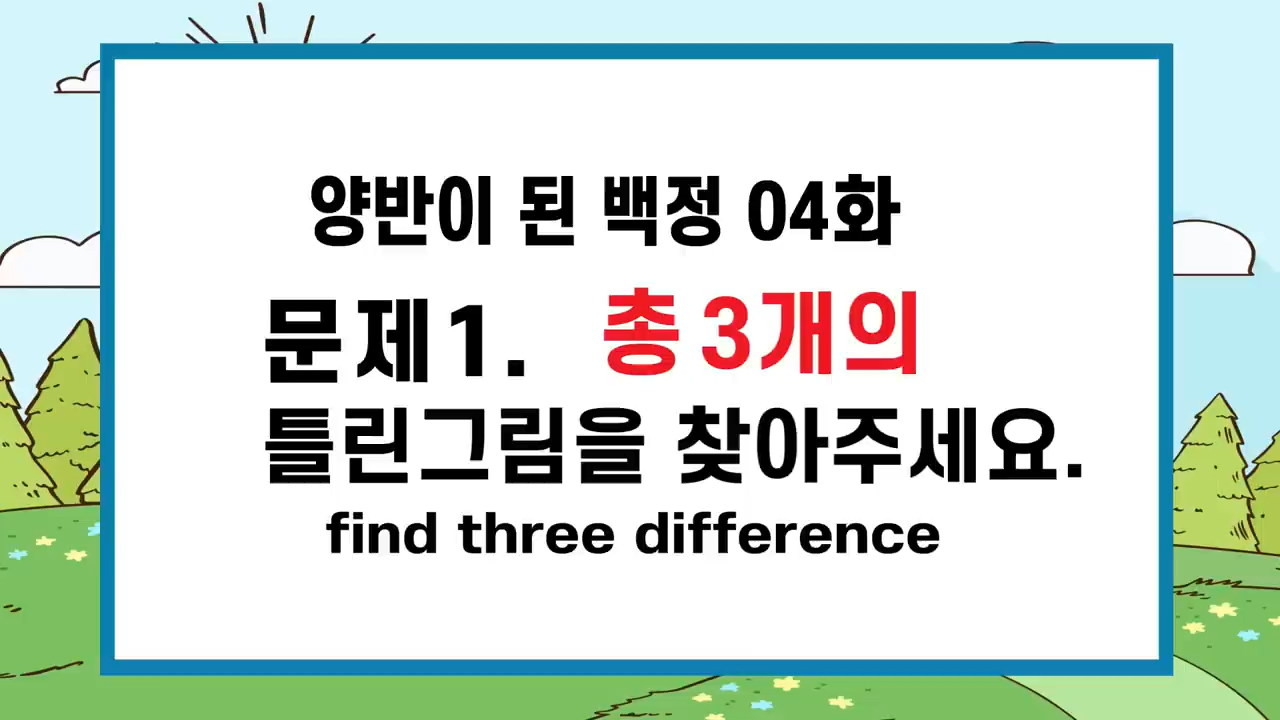 양반이 된 백정 04화
문제1. 총 3개의
틀린그림을 찾아주세요.
find three difference